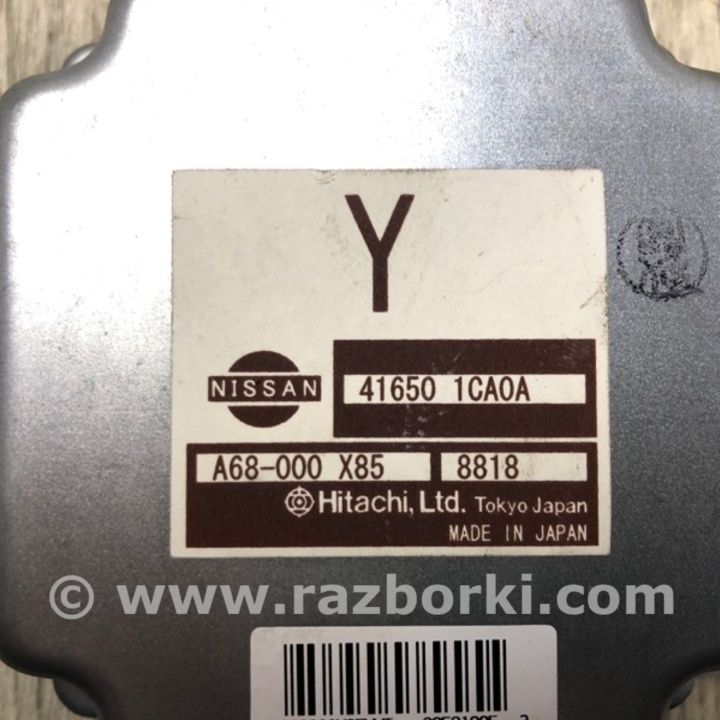 Y
NISSAN
41650 1CA0A
A68-000 X85
8818
Hitachi, Ltd. Tokyo Japan
MADE IN JAPAN
© www.razborki.com